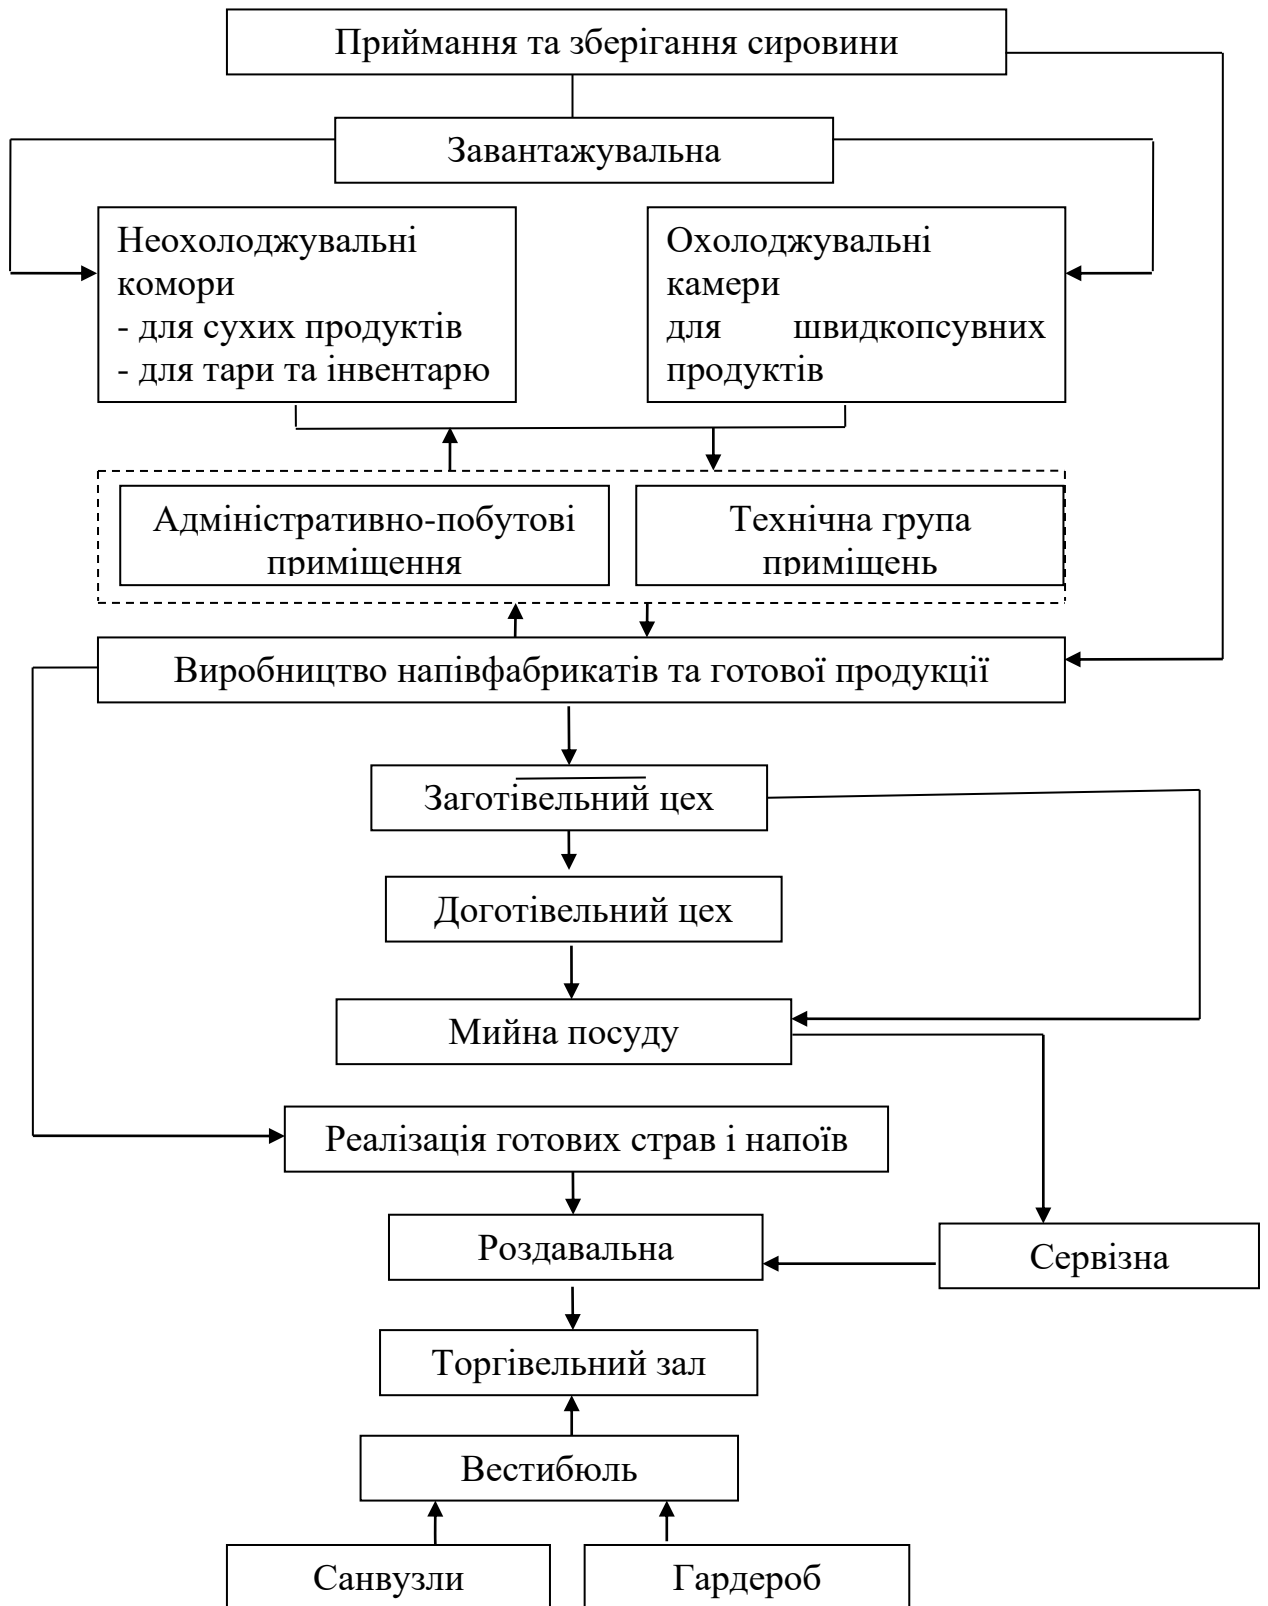 Приймання та зберігання сировини
Завантажувальна
Неохолоджувальні
комори
- для сухих продуктів
- для тари та інвентарю
Охолоджувальні
камери
для швидкопсувних
продуктів
Адміністративно-побутові
приміщення
Технічна група
приміщень
Виробництво напівфабрикатів та готової продукції
Заготівельний цех
Доготівельний цех
Мийна посуду
Реалізація готових страв і напоїв
Роздавальна
Сервізна
Торгівельний зал
Вестибюль
Санвузли
Гардероб